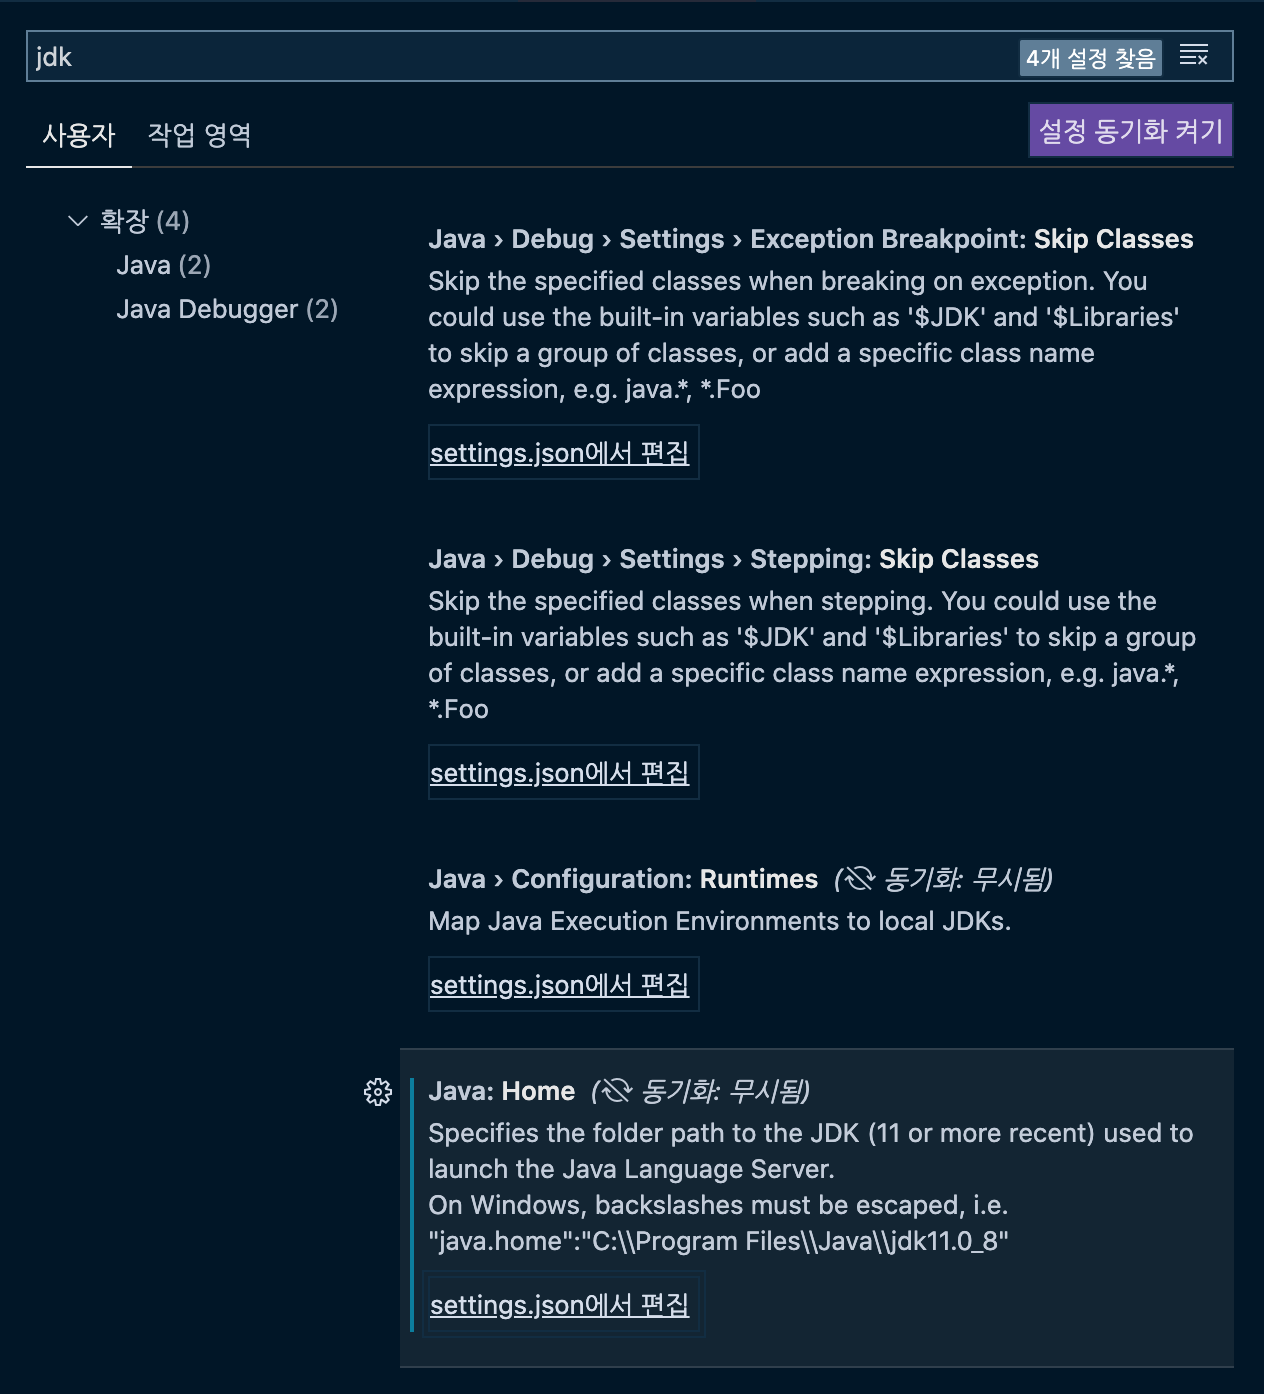 jdk
4개 설정 찾음
사용자 작업 영역
설정 동기화 켜기
확장 (4)
Java (2)
Java Debugger (2)
Java › Debug › Settings › Exception Breakpoint: Skip Classes
Skip the specified classes when breaking on exception. You
could use the built-in variables such as '$JDK' and '$Libraries'
to skip a group of classes, or add a specific class name
expression, e.g. java.*, *.Foo
settings.json에서 편집
Java › Debug › Settings › Stepping: Skip Classes
Skip the specified classes when stepping. You could use the
built-in variables such as '$JDK' and '$Libraries' to skip a group
of classes, or add a specific class name expression, e.g. java.*,
*.Foo
settings.json에서 편집
Java › Configuration: Runtimes (동기화: 무시됨)
Map Java Execution Environments to local JDKs.
settings.json에서 편집
Java: Home (동기화: 무시됨)
Specifies the folder path to the JDK (11 or more recent) used to
launch the Java Language Server.
On Windows, backslashes must be escaped, i.e.
"java.home":"C:\\Program Files\\Java\\jdk11.0_8"
settings.json에서 편집